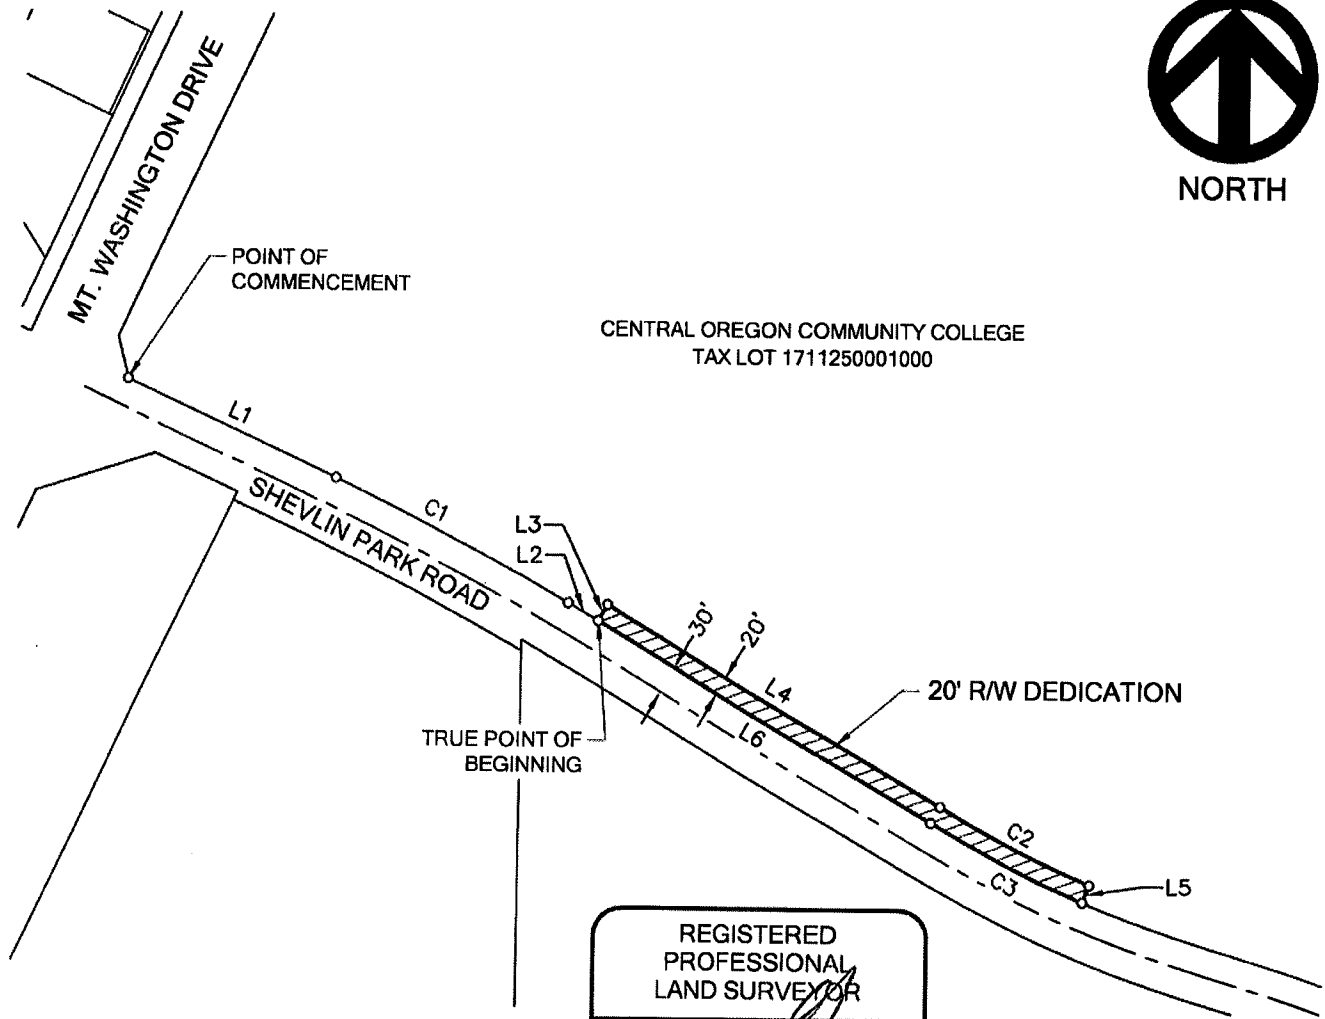 NORTH
MT. WASHINGTON DRIVE
POINT OF
COMMENCEMENT
CENTRAL OREGON COMMUNITY COLLEGE
TAX LOT 1711250001000
L1
C1
SHEVLIN PARK ROAD
L3
L2
30'
20'
L4
20' R/W DEDICATION
TRUE POINT OF
BEGINNING
L6
C2
C3
L5
REGISTERED
PROFESSIONAL
LAND SURVEYOR